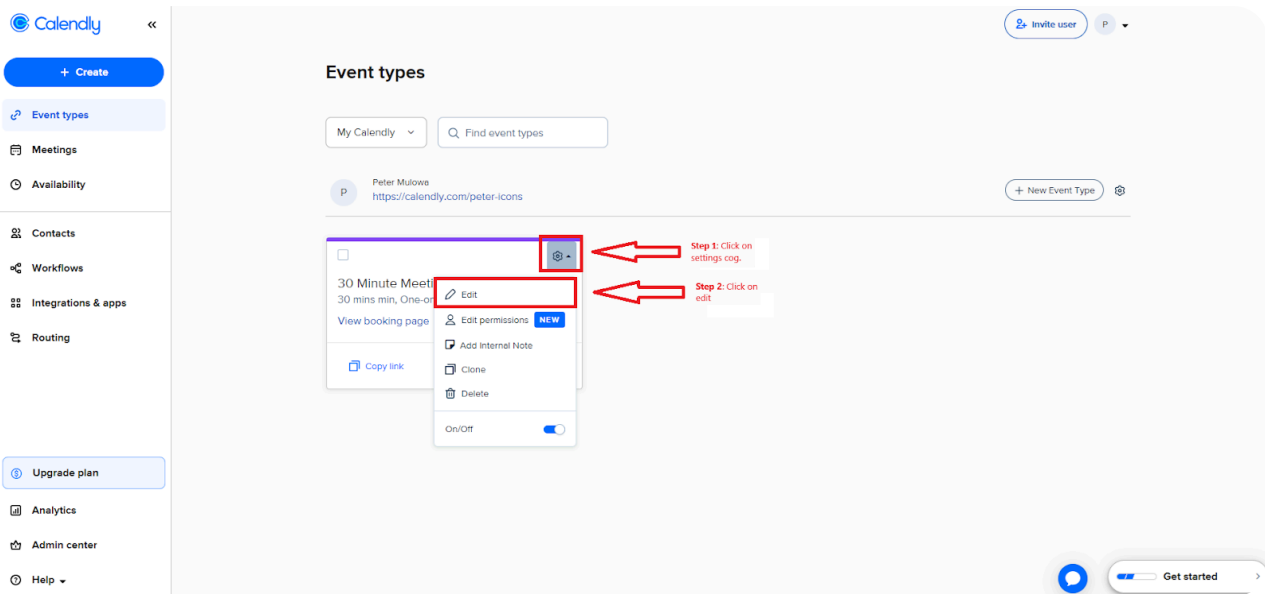 Calendly
«
Invite user
P
+ Create
Event types
Event types
Meetings
My Calendly
Find event types
Availability
P
Peter Mulowa
https://calendly.com/peter-icons
+ New Event Type
Contacts
Workflows
Integrations & apps
Routing
Step 1: Click on
settings cog.
30 Minute Meeti
30 mins min, One-or
View booking page
Copy link
Edit
Step 2: Click on
edit
Edit permissions NEW
Add Internal Note
Clone
Delete
On/Off
Upgrade plan
Analytics
Admin center
Help
Get started